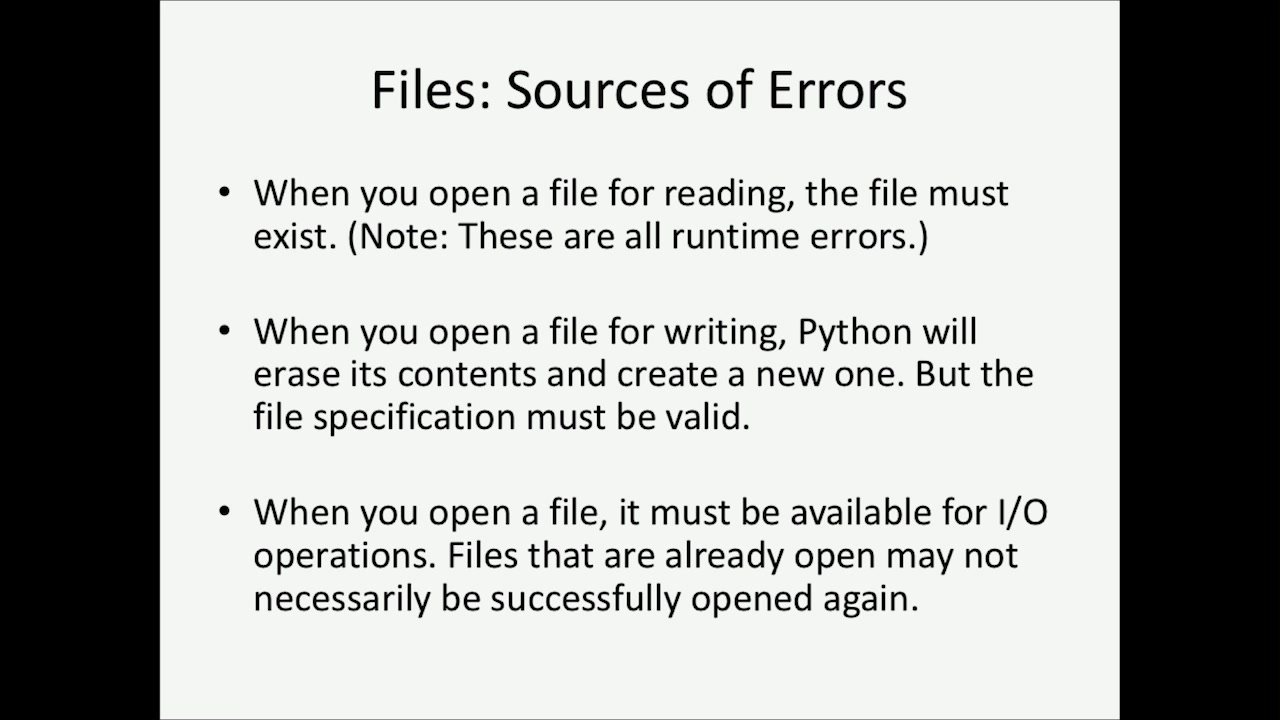 Files: Sources of Errors
• When you open a file for reading, the file must
exist. (Note: These are all runtime errors.)
• When you open a file for writing, Python will
erase its contents and create a new one. But the
file specification must be valid.
• When you open a file, it must be available for I/O
operations. Files that are already open may not
necessarily be successfully opened again.